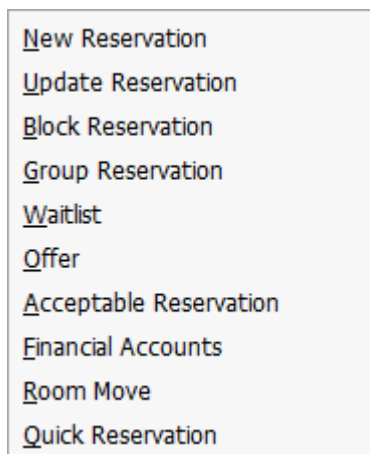 New Reservation
Update Reservation
Block Reservation
Group Reservation
Waitlist
Offer
Acceptable Reservation
Financial Accounts
Room Move
Quick Reservation